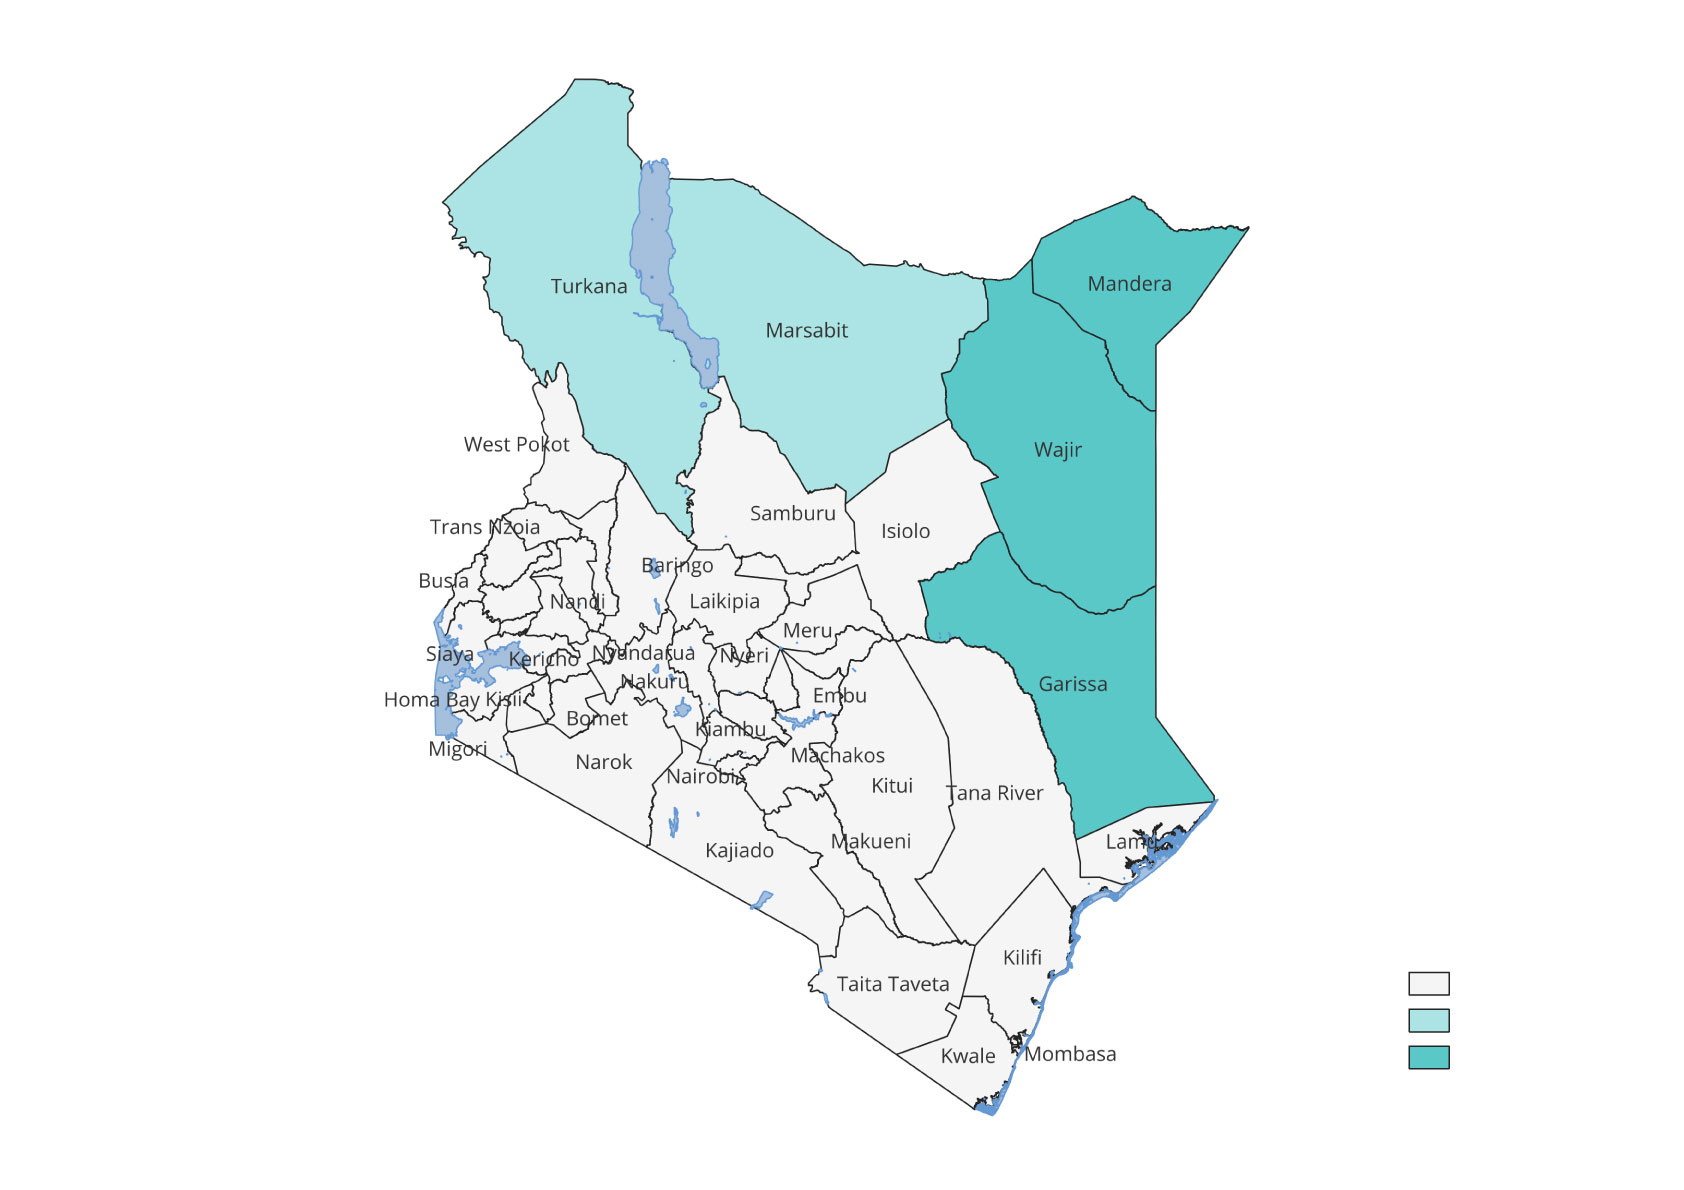 Mandera
Turkana
Marsabit
West Pokot
Wajir
Samburu
Trans Nzoia
Isiolo
Baringo
Busia
Nandi
Laikipia
Meru
Siaya
Kericho
Nyandarua
Nyeri
Nakuru
Garissa
Homa Bay
Kisii
Embu
Bomet
Kiambu
Migori
Machakos
Narok
Nairobi
Kitui
Tana River
Makueni
Lamu
Kajiado
Kilifi
Taita Taveta
Kwale
Mombasa